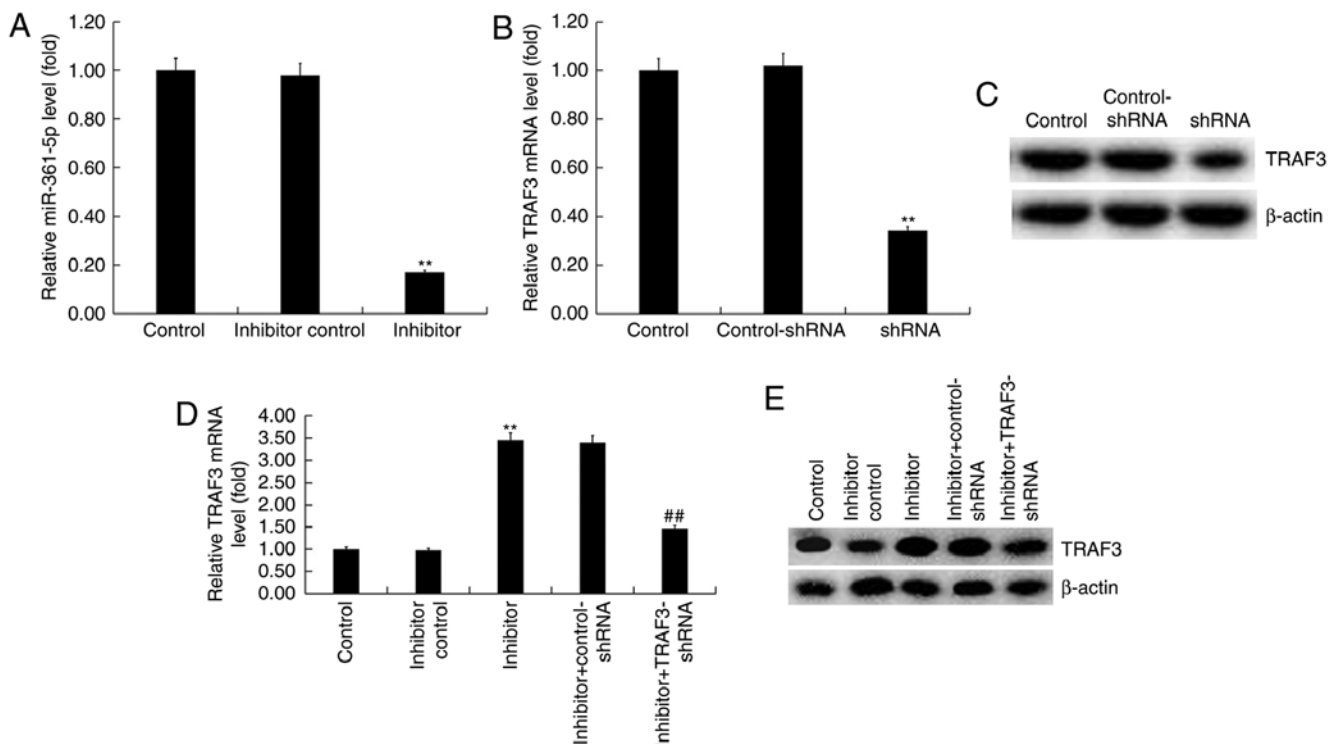 A
Relative miR-361-5p level (fold)
1.20
1.00
0.80
0.60
0.40
0.20
0.00
**
Control
Inhibitor control
Inhibitor
B
Relative TRAF3 mRNA level (fold)
1.20
1.00
0.80
0.60
0.40
0.20
0.00
**
Control
Control-shRNA
shRNA
C
Control
Control-
shRNA
shRNA
TRAF3
β-actin
D
Relative TRAF3 mRNA
level (fold)
4.00
3.50
3.00
2.50
2.00
1.50
1.00
0.50
0.00
**
##
Control
Inhibitor
control
Inhibitor
Inhibitor+control-
shRNA
nhibitor+TRAF3-
shRNA
E
Control
Inhibitor
control
Inhibitor
Inhibitor+control-
shRNA
Inhibitor+TRAF3-
shRNA
TRAF3
β-actin